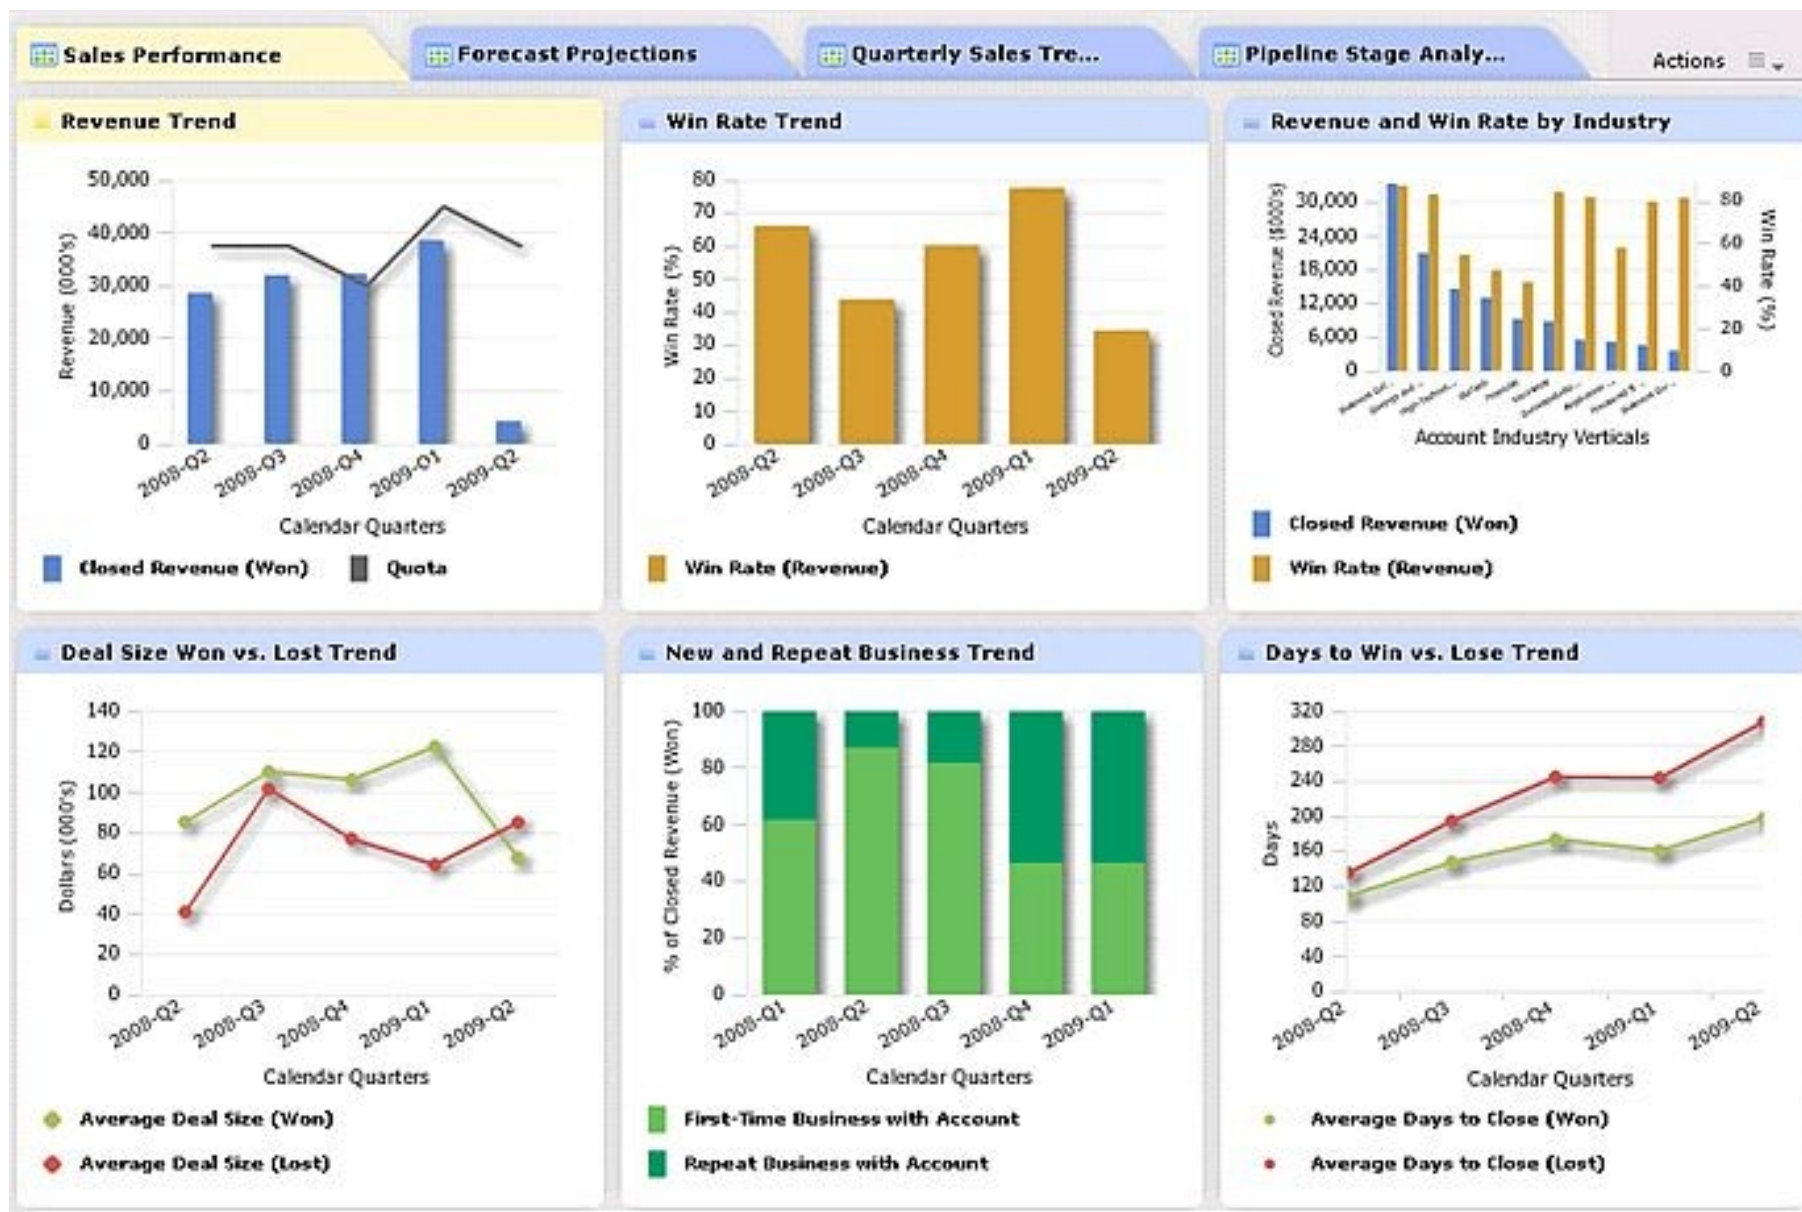 Sales Performance
Forecast Projections
Quarterly Sales Tre...
Pipeline Stage Analy...
Actions
Revenue Trend
50,000
40,000
30,000
20,000
10,000
0
Revenue (000's)
2008-Q2
2008-Q3
2008-Q4
2009-Q1
2009-Q2
Calendar Quarters
Closed Revenue (Won)
Quota
Win Rate Trend
80
70
60
50
40
30
20
10
0
Win Rate (%)
2008-Q2
2008-Q3
2008-Q4
2009-Q1
2009-Q2
Calendar Quarters
Win Rate (Revenue)
Revenue and Win Rate by Industry
30,000
24,000
18,000
12,000
6,000
0
Closed Revenue ($000's)
80
60
40
20
0
Win Rate (%)
Account Industry Verticals
Closed Revenue (Won)
Win Rate (Revenue)
Deal Size Won vs. Lost Trend
140
120
100
80
60
40
20
0
Dollars (000's)
2008-Q2
2008-Q3
2008-Q4
2009-Q1
2009-Q2
Calendar Quarters
Average Deal Size (Won)
Average Deal Size (Lost)
New and Repeat Business Trend
100
80
60
40
20
0
% of Closed Revenue (Won)
2008-Q1
2008-Q2
2008-Q3
2008-Q4
2009-Q1
Calendar Quarters
First-Time Business with Account
Repeat Business with Account
Days to Win vs. Lose Trend
320
280
240
200
160
120
80
40
0
Days
2008-Q2
2008-Q3
2008-Q4
2009-Q1
2009-Q2
Calendar Quarters
Average Days to Close (Won)
Average Days to Close (Lost)